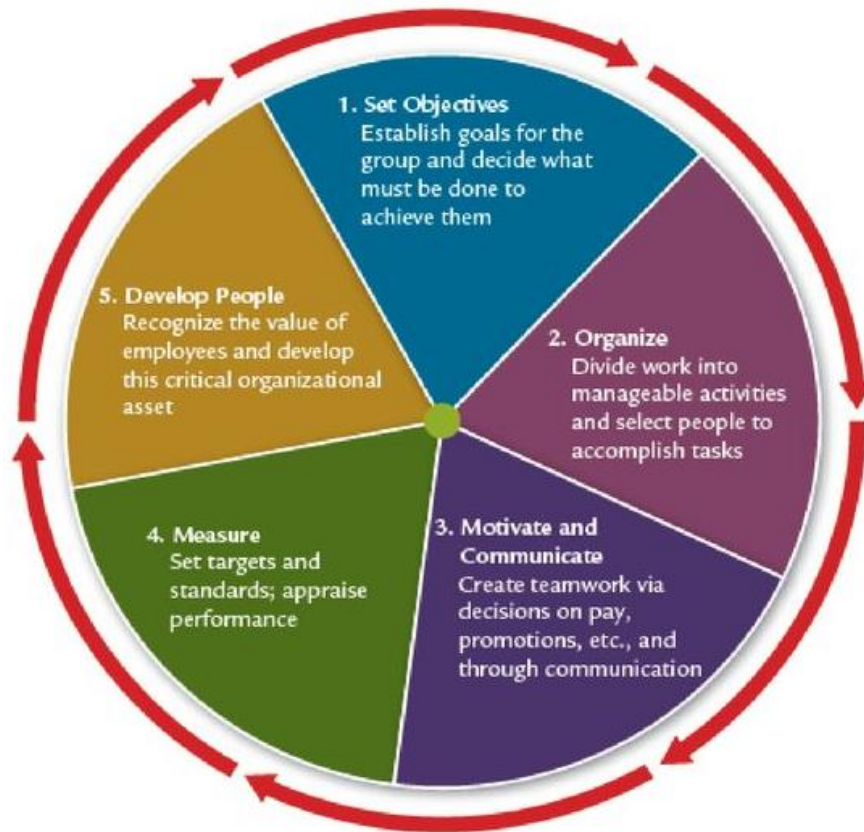 1. Set Objectives
Establish goals for the
group and decide what
must be done to
achieve them
2. Organize
Divide work into
manageable activities
and select people to
accomplish tasks
3. Motivate and
Communicate
Create teamwork via
decisions on pay,
promotions, etc., and
through communication
4. Measure
Set targets and
standards; appraise
performance
5. Develop People
Recognize the value of
employees and develop
this critical organizational
asset